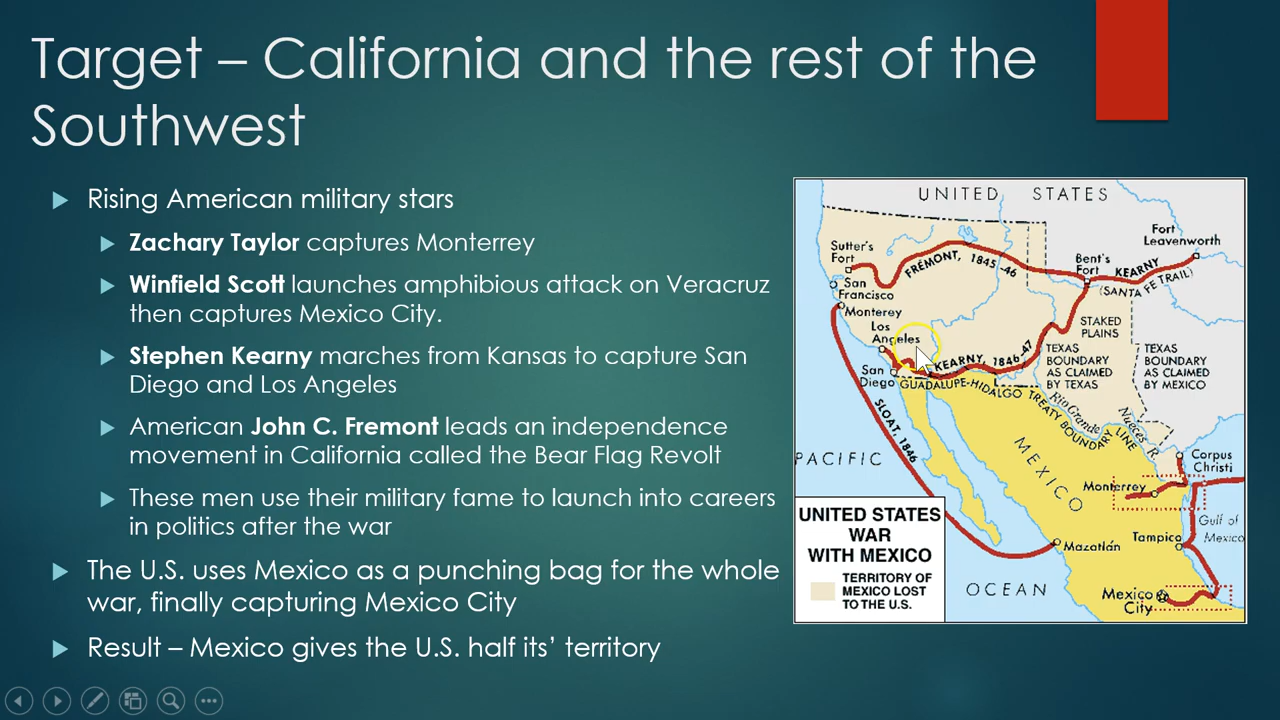 Target – California and the rest of the
Southwest
Rising American military stars
Zachary Taylor captures Monterrey
Winfield Scott launches amphibious attack on Veracruz
then captures Mexico City.
Stephen Kearny marches from Kansas to capture San
Diego and Los Angeles
American John C. Fremont leads an independence
movement in California called the Bear Flag Revolt
These men use their military fame to launch into careers
in politics after the war
The U.S. uses Mexico as a punching bag for the whole
war, finally capturing Mexico City
Result – Mexico gives the U.S. half its’ territory
UNITED STATES
Fort
Leavenworth
Sutter's
Fort
FRÉMONT, 1845-46
Bent's
Fort
KEARNY
(SANTA FE TRAIL)
San
Francisco
Monterey
Los
Angeles
STAKED
PLAINS
KEARNY, 1846-47
TEXAS
BOUNDARY
AS CLAIMED
BY TEXAS
TEXAS
BOUNDARY
AS CLAIMED
BY MEXICO
San
Diego
GUADALUPE-HIDALGO TREATY BOUNDARY LINE
Rio Grande
Nueces R.
SLOAT, 1846
PACIFIC
MEXICO
Corpus
Christi
Monterrey
Gulf of
Mexico
Tampico
Mazatlán
OCEAN
Mexico
City
UNITED STATES
WAR
WITH MEXICO
TERRITORY OF
MEXICO LOST
TO THE U.S.